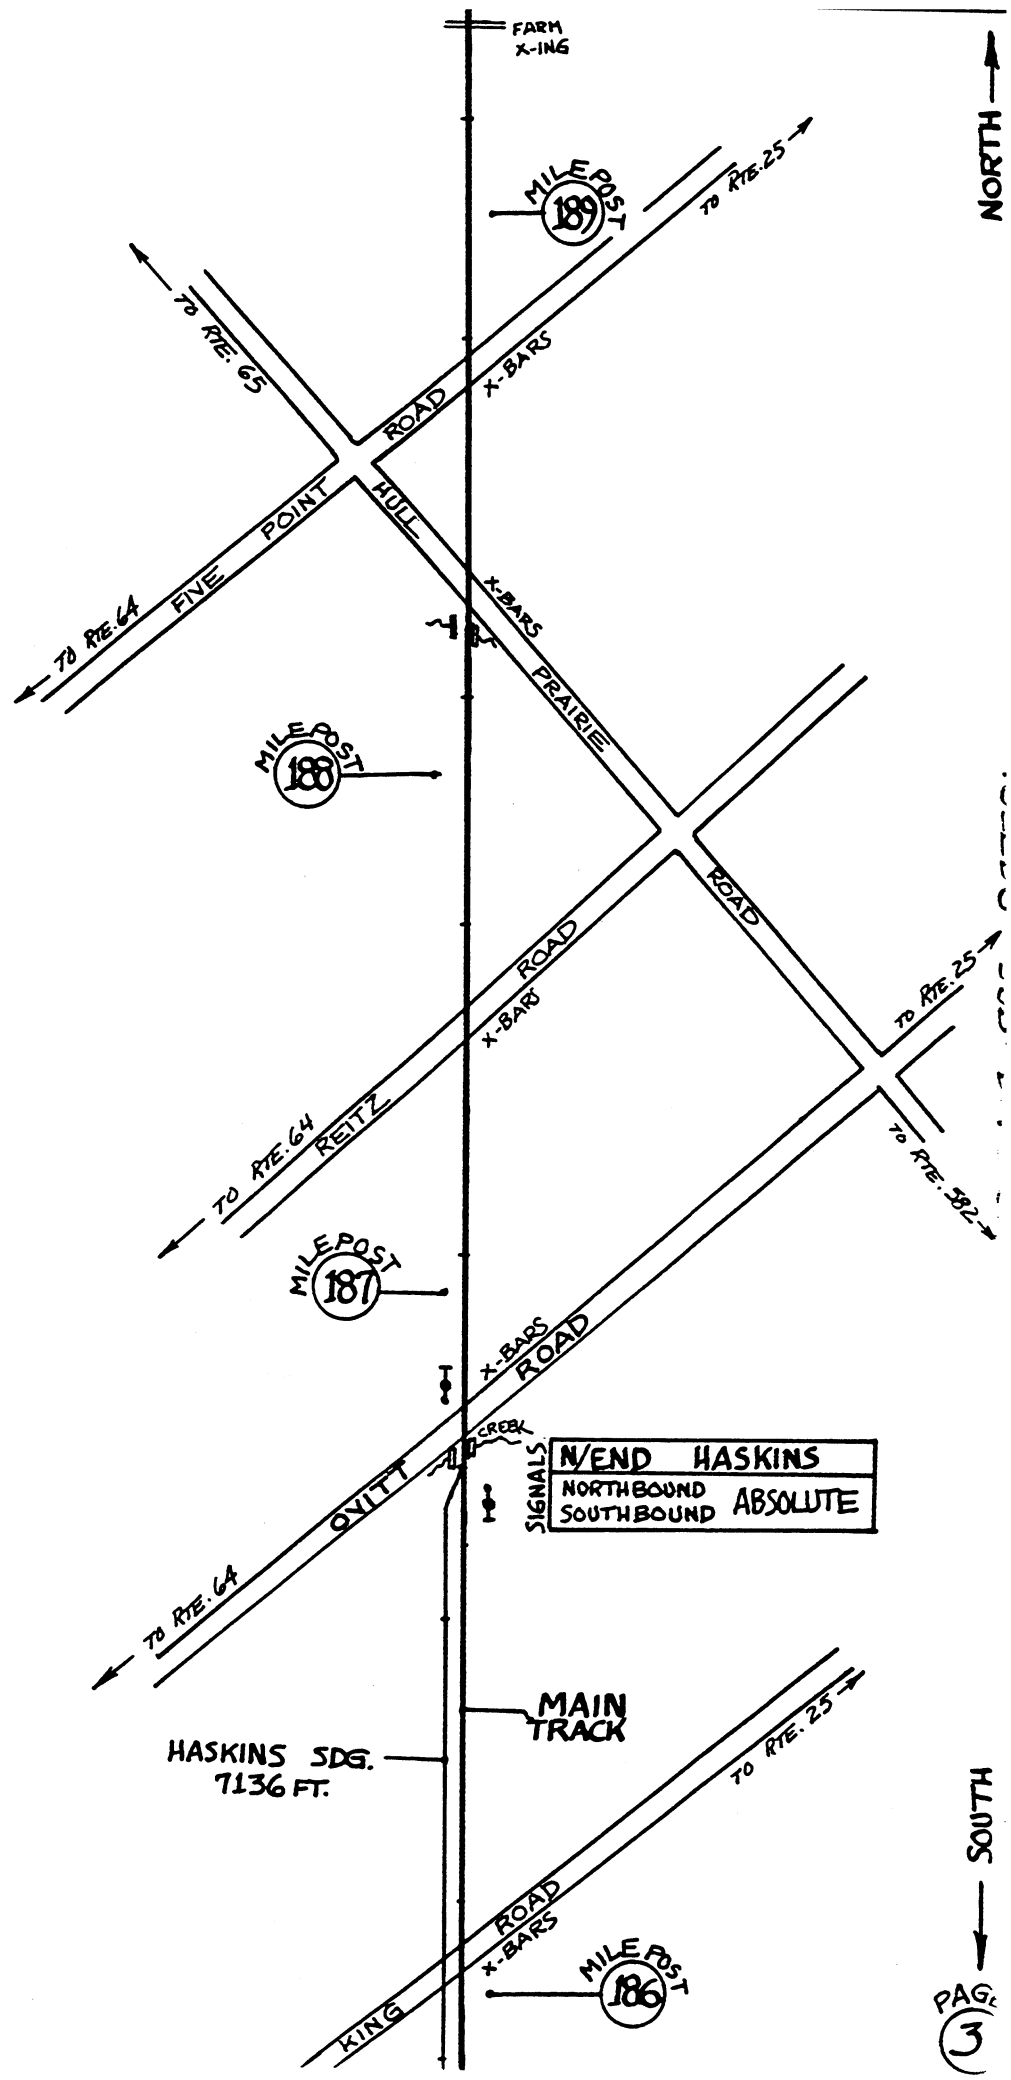 FARM
X-ING
NORTH
MILEPOST
189
TO RTE. 25
TO RTE. 65
X-BARS
FIVE POINT ROAD
TO RTE. 64
HULL PRAIRIE ROAD
X-BARS
MILEPOST
188
REITZ ROAD
X-BARS
TO RTE. 64
TO RTE. 25
TO RTE. 582
MILEPOST
187
X-BARS
OVITT ROAD
CREEK
TO RTE. 64
SIGNALS
N/END HASKINS
NORTHBOUND
SOUTHBOUND
ABSOLUTE
MAIN
TRACK
HASKINS SDG.
7136 FT.
TO RTE. 25
KING ROAD
X-BARS
MILEPOST
186
SOUTH
PAGE
3